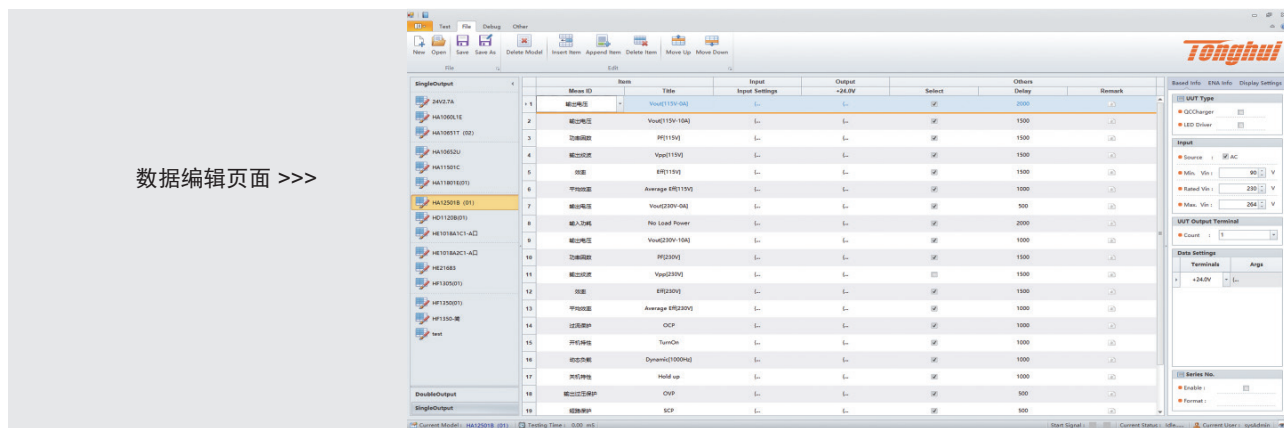 数据编辑页面 >>>
Test File Debug Other
New Open Save Save As Delete Model Insert Item Append Item Delete Item Move Up Move Down
File Edit
Tonghui
SingleOutput
24V2.7A
HA1060L1E
HA10651T (02)
HA10652U
HA11501C
HA11801E(01)
HA12501B (01)
HD1120B(01)
HE1018A1C1-A口
HE1018A2C1-A口
HE21683
HF1305(01)
HF1350(01)
test
DoubleOutput
SingleOutput
Item Input Output Others
Meas ID Title Input Settings +24.0V Select Delay Remark
1 输出电压 Vout[115V-0A] (... (... 2000
2 输出电压 Vout[115V-10A] (... (... 1500
3 功率因数 PF[115V] (... (... 1500
4 输出纹波 Vpp[115V] (... (... 1500
5 效率 Eff[115V] (... (... 1500
6 平均效率 Average Eff[115V] (... (... 1000
7 输出电压 Vout[230V-0A] (... (... 500
8 输入功耗 No Load Power (... (... 2000
9 输出电压 Vout[230V-10A] (... (... 1000
10 功率因数 PF[230V] (... (... 1500
11 输出纹波 Vpp[230V] (... (... 1500
12 效率 Eff[230V] (... (... 1500
13 平均效率 Average Eff[230V] (... (... 1000
14 过流保护 OCP (... (... 1000
15 开机特性 TurnOn (... (... 1000
16 动态负载 Dynamic[1000Hz] (... (... 1000
17 关机特性 Hold up (... (... 1000
18 输出过压保护 OVP (... (... 500
19 短路保护 SCP (... (... 500
Based Info ENA Info Display Settings
UUT Type
QCCharger
LED Driver
Input
Source : AC
Min. Vin : 90 V
Rated Vin : 230 V
Max. Vin : 264 V
UUT Output Terminal
Count : 1
Data Settings
Terminals Args
+24.0V (...
Series No.
Enable :
Format :
Current Model : HA12501B (01) Testing Time : 0.00 mS Start Signal : Current Status : Idle...... Current User : sysAdmin